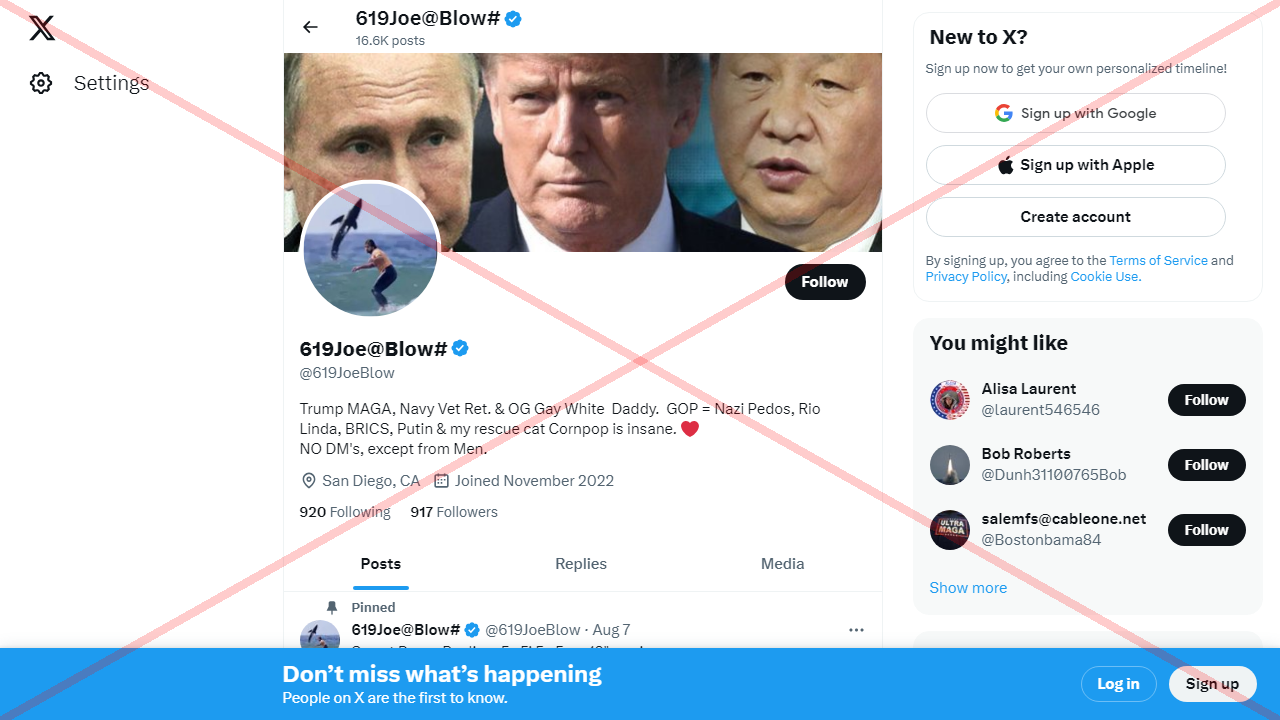 Settings
619Joe@Blow#
16.6K posts
Follow
619Joe@Blow#
@619JoeBlow
Trump MAGA, Navy Vet Ret. & OG Gay White Daddy. GOP = Nazi Pedos, Rio
Linda, BRICS, Putin & my rescue cat Cornpop is insane. ❤️
NO DM's, except from Men.
San Diego, CA Joined November 2022
920 Following 917 Followers
Posts Replies Media
Pinned
619Joe@Blow# @619JoeBlow · Aug 7
New to X?
Sign up now to get your own personalized timeline!
Sign up with Google
Sign up with Apple
Create account
By signing up, you agree to the Terms of Service and
Privacy Policy, including Cookie Use.
You might like
Alisa Laurent
@laurent546546
Follow
Bob Roberts
@Dunh31100765Bob
Follow
salemfs@cableone.net
@Bostonbama84
Follow
ULTRA
MAGA
Show more
Don’t miss what’s happening
People on X are the first to know.
Log in
Sign up